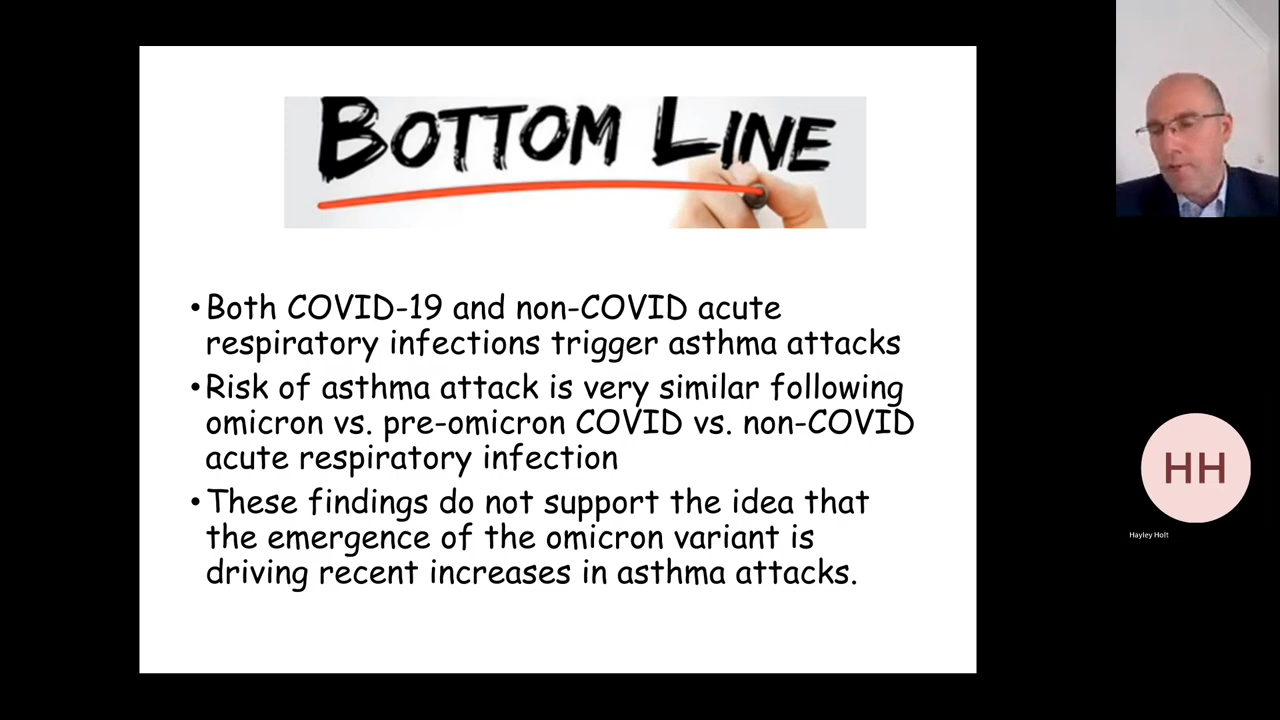 BOTTOM LINE
•Both COVID-19 and non-COVID acute
respiratory infections trigger asthma attacks
•Risk of asthma attack is very similar following
omicron vs. pre-omicron COVID vs. non-COVID
acute respiratory infection
•These findings do not support the idea that
the emergence of the omicron variant is
driving recent increases in asthma attacks.
HH
Hayley Holt